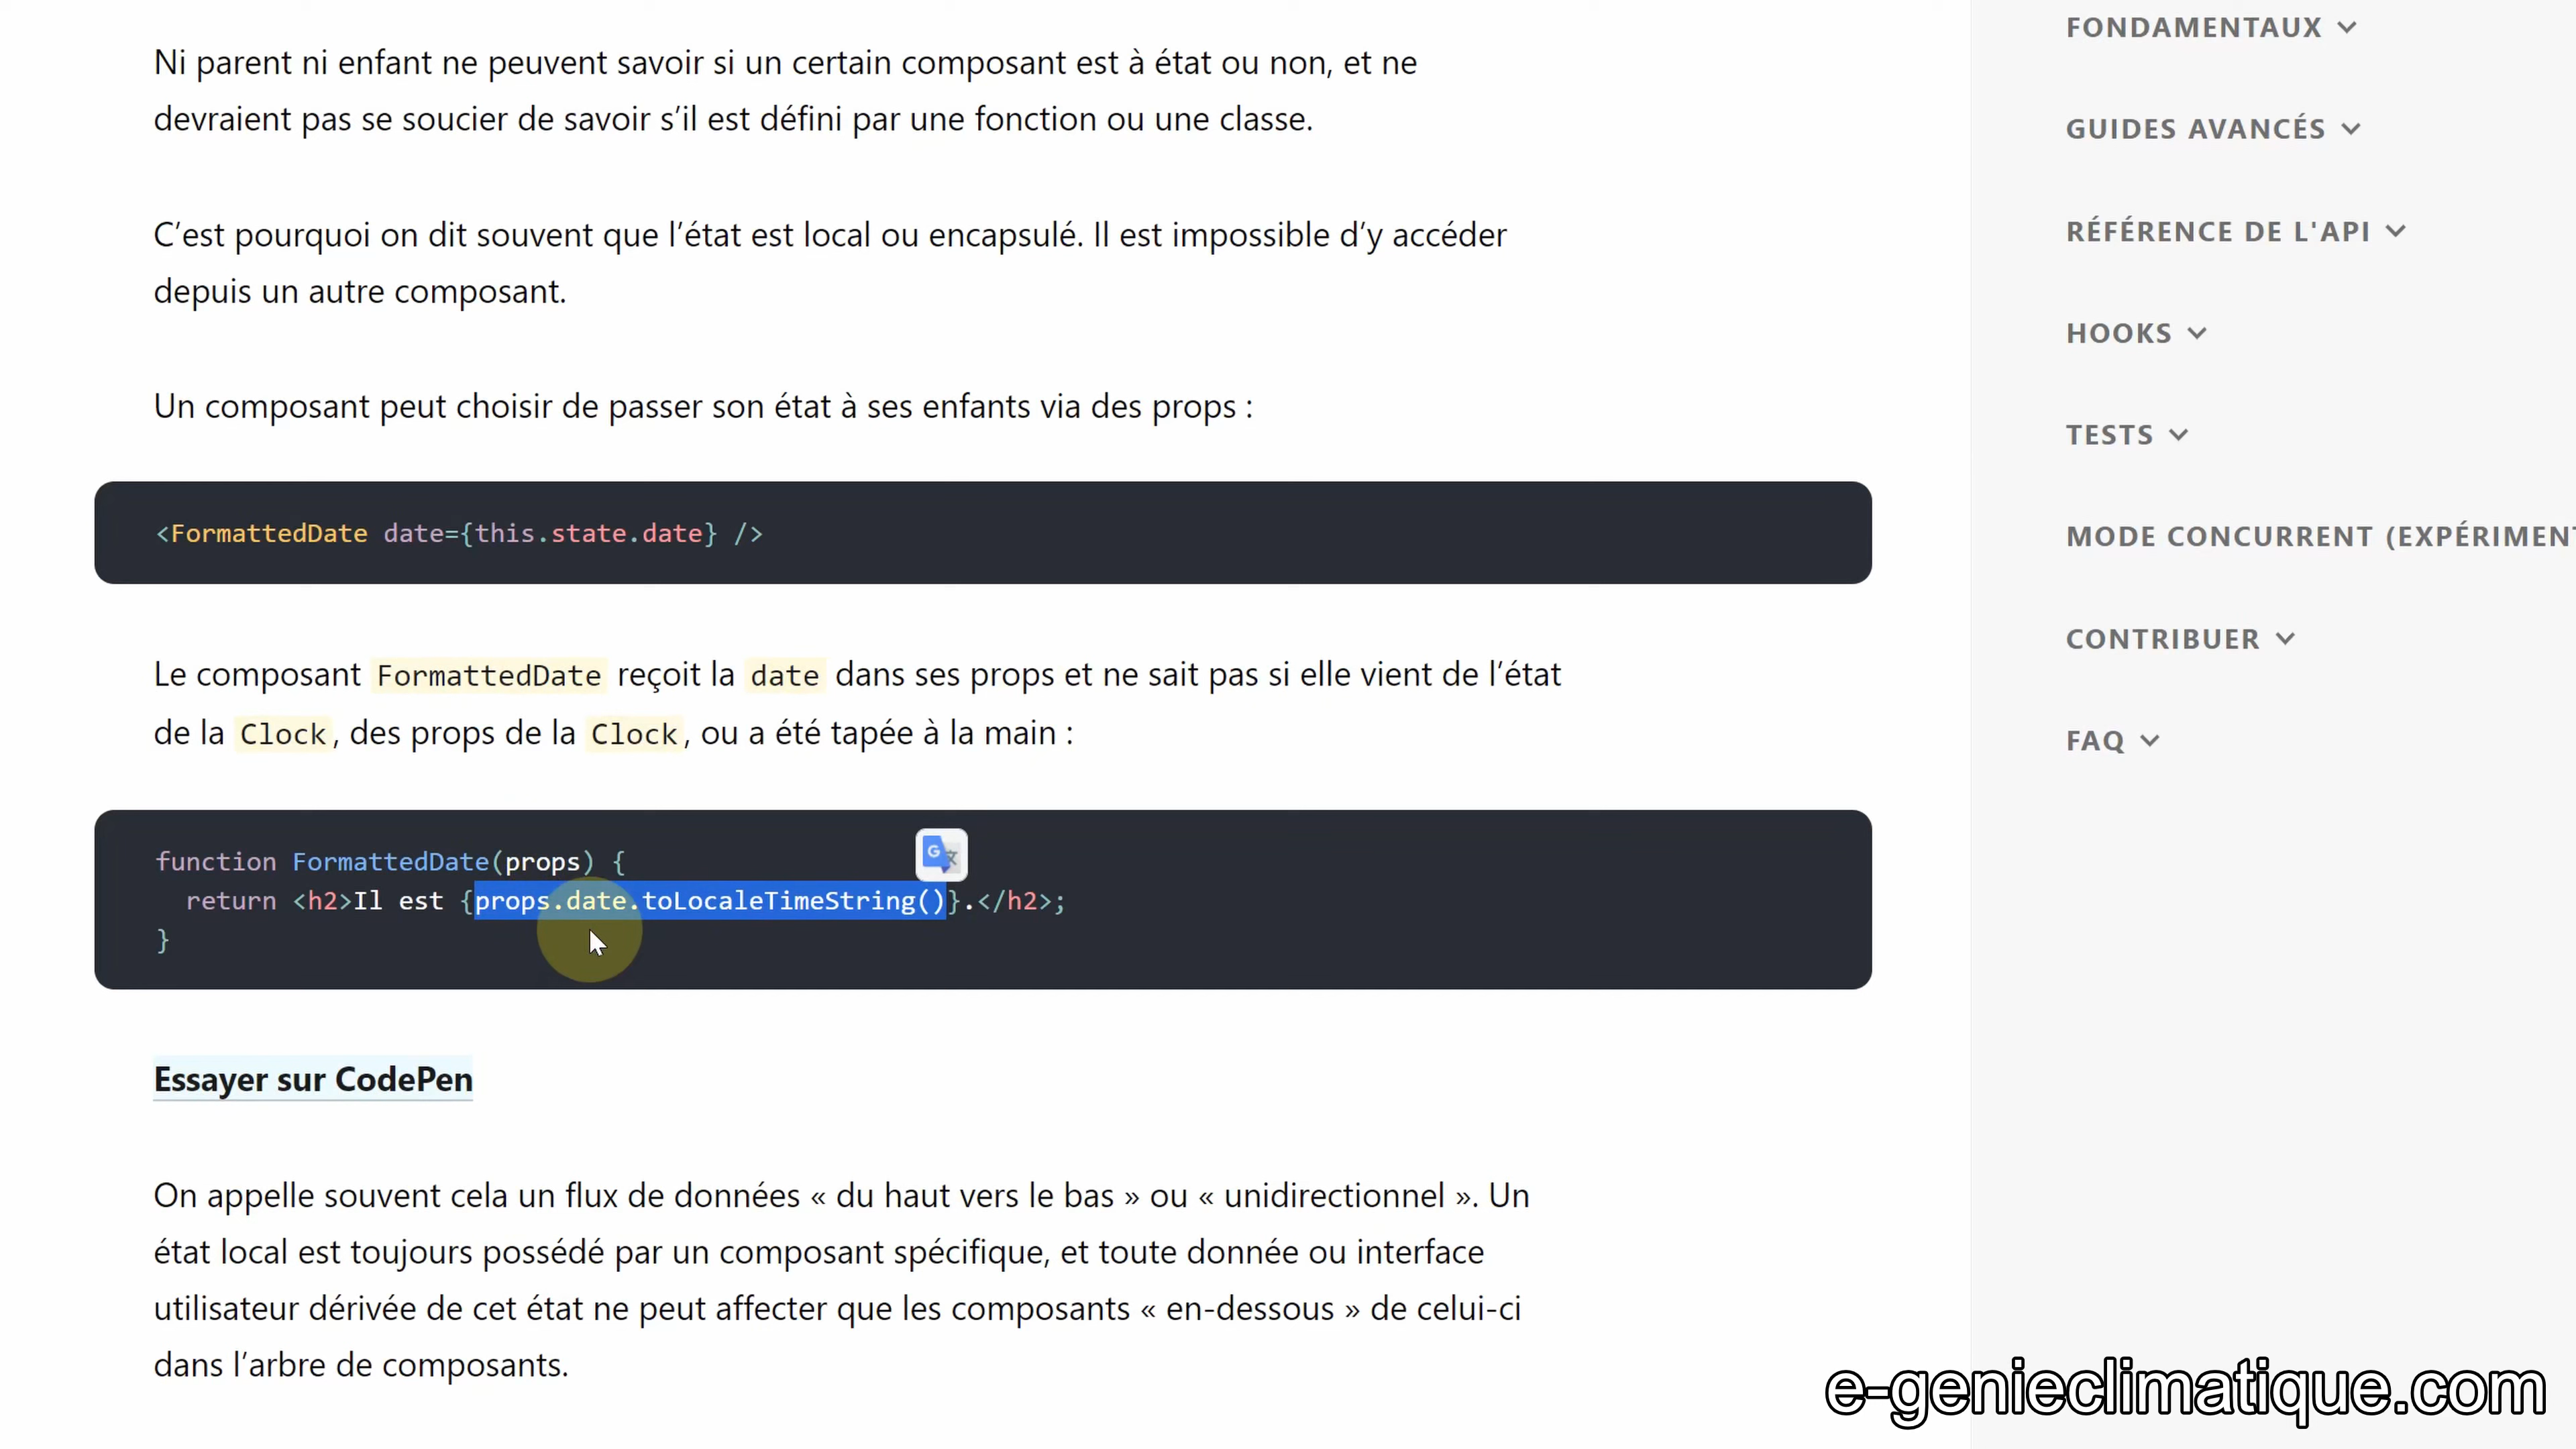 Ni parent ni enfant ne peuvent savoir si un certain composant est à état ou non, et ne
devraient pas se soucier de savoir s’il est défini par une fonction ou une classe.
C’est pourquoi on dit souvent que l’état est local ou encapsulé. Il est impossible d’y accéder
depuis un autre composant.
Un composant peut choisir de passer son état à ses enfants via des props :
<FormattedDate date={this.state.date} />
Le composant FormattedDate reçoit la date dans ses props et ne sait pas si elle vient de l’état
de la Clock, des props de la Clock, ou a été tapée à la main :
function FormattedDate(props) {
  return <h2>Il est {props.date.toLocaleTimeString()}.</h2>;
}
Essayer sur CodePen
On appelle souvent cela un flux de données « du haut vers le bas » ou « unidirectionnel ». Un
état local est toujours possédé par un composant spécifique, et toute donnée ou interface
utilisateur dérivée de cet état ne peut affecter que les composants « en-dessous » de celui-ci
dans l’arbre de composants.
FONDAMENTAUX
GUIDES AVANCÉS
RÉFÉRENCE DE L'API
HOOKS
TESTS
MODE CONCURRENT (EXPÉRIMENT
CONTRIBUER
FAQ
e-genieclimatique.com